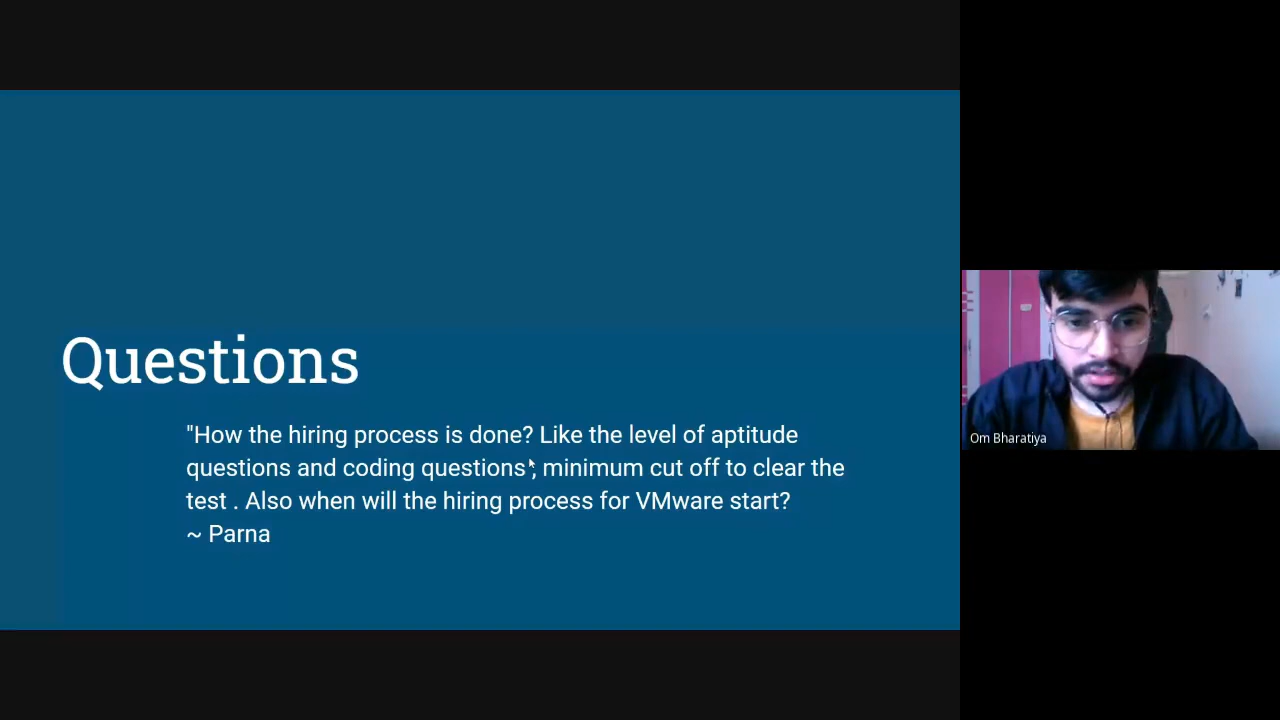 Questions
"How the hiring process is done? Like the level of aptitude
questions and coding questions, minimum cut off to clear the
test . Also when will the hiring process for VMware start?
~ Parna
Om Bharatiya